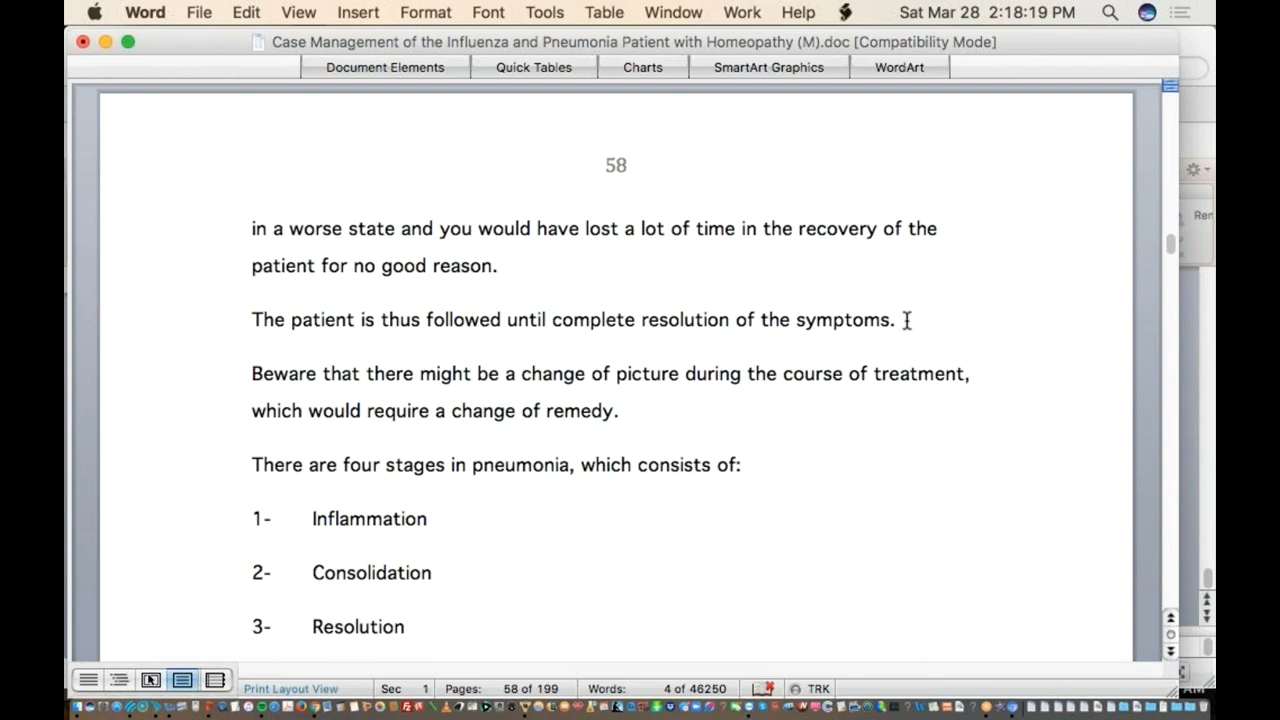 Word File Edit View Insert Format Font Tools Table Window Work Help Sat Mar 28 2:18:19 PM
Case Management of the Influenza and Pneumonia Patient with Homeopathy (M).doc [Compatibility Mode]
Document Elements Quick Tables Charts SmartArt Graphics WordArt
58
in a worse state and you would have lost a lot of time in the recovery of the
patient for no good reason.
The patient is thus followed until complete resolution of the symptoms.
Beware that there might be a change of picture during the course of treatment,
which would require a change of remedy.
There are four stages in pneumonia, which consists of:
1- Inflammation
2- Consolidation
3- Resolution
Print Layout View Sec 1 Pages: 58 of 199 Words: 4 of 46250 TRK
AM